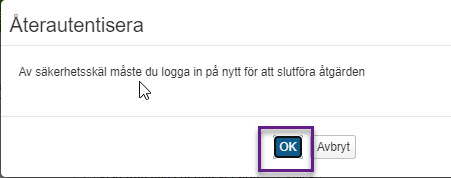 Återautentisera
Av säkerhetsskäl måste du logga in på nytt för att slutföra åtgärden
OK Avbryt